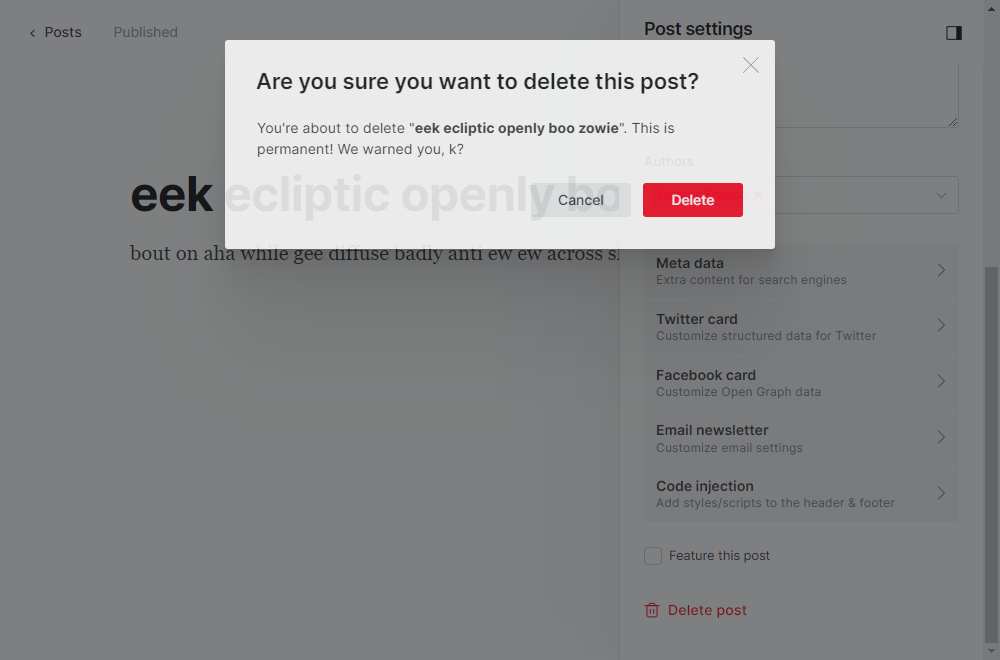 Posts Published
Post settings
Are you sure you want to delete this post?
You're about to delete "eek ecliptic openly boo zowie". This is
permanent! We warned you, k?
Authors
eek ecliptic openly bo
Cancel
Delete
bout on aha while gee diffuse badly anti ew ew across
Meta data
Extra content for search engines
Twitter card
Customize structured data for Twitter
Facebook card
Customize Open Graph data
Email newsletter
Customize email settings
Code injection
Add styles/scripts to the header & footer
Feature this post
Delete post